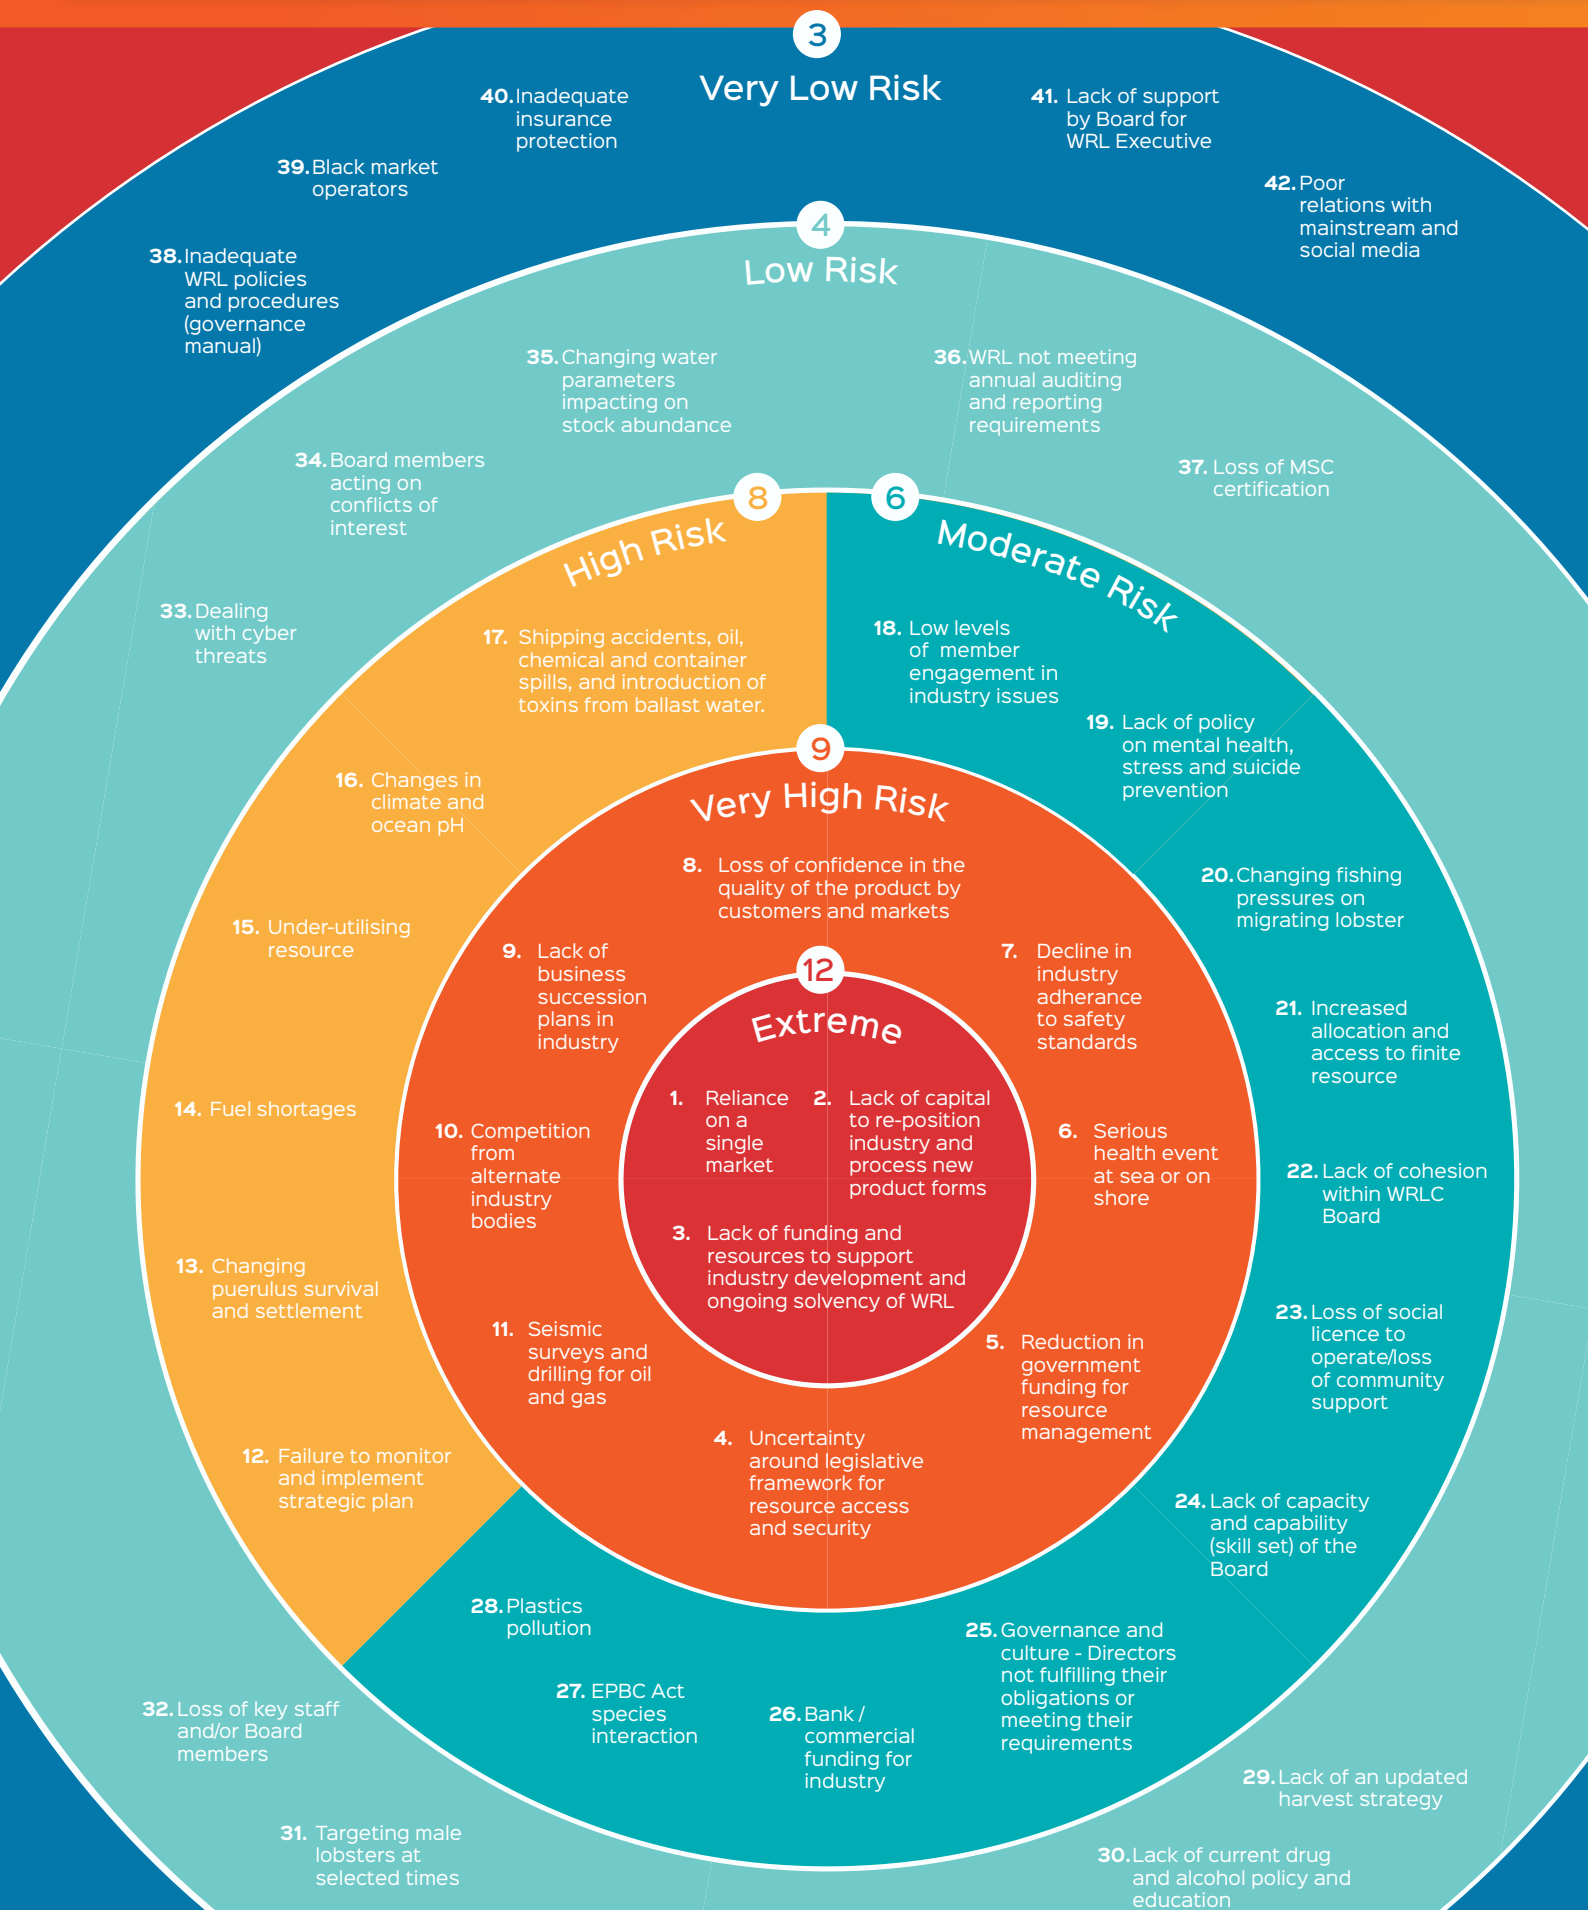 3
Very Low Risk
40. Inadequate
insurance
protection
41. Lack of support
by Board for
WRL Executive
39. Black market
operators
42. Poor
relations with
mainstream and
social media
38. Inadequate
WRL policies
and procedures
(governance
manual)
4
Low Risk
35. Changing water
parameters
impacting on
stock abundance
36. WRL not meeting
annual auditing
and reporting
requirements
34. Board members
acting on
conflicts of
interest
37. Loss of MSC
certification
33. Dealing
with cyber
threats
8
High Risk
6
Moderate Risk
17. Shipping accidents, oil,
chemical and container
spills, and introduction of
toxins from ballast water.
18. Low levels
of member
engagement in
industry issues
19. Lack of policy
on mental health,
stress and suicide
prevention
16. Changes in
climate and
ocean pH
9
Very High Risk
8. Loss of confidence in the
quality of the product by
customers and markets
20. Changing fishing
pressures on
migrating lobster
15. Under-utilising
resource
9. Lack of
business
succession
plans in
industry
7. Decline in
industry
adherance
to safety
standards
12
Extreme
21. Increased
allocation and
access to finite
resource
14. Fuel shortages
1. Reliance
on a
single
market
2. Lack of capital
to re-position
industry and
process new
product forms
10. Competition
from
alternate
industry
bodies
6. Serious
health event
at sea or on
shore
22. Lack of cohesion
within WRLC
Board
3. Lack of funding and
resources to support
industry development and
ongoing solvency of WRL
13. Changing
puerulus survival
and settlement
23. Loss of social
licence to
operate/loss
of community
support
11. Seismic
surveys and
drilling for oil
and gas
5. Reduction in
government
funding for
resource
management
4. Uncertainty
around legislative
framework for
resource access
and security
12. Failure to monitor
and implement
strategic plan
24. Lack of capacity
and capability
(skill set) of the
Board
28. Plastics
pollution
25. Governance and
culture - Directors
not fulfilling their
obligations or
meeting their
requirements
27. EPBC Act
species
interaction
26. Bank /
commercial
funding for
industry
32. Loss of key staff
and/or Board
members
29. Lack of an updated
harvest strategy
31. Targeting male
lobsters at
selected times
30. Lack of current drug
and alcohol policy and
education